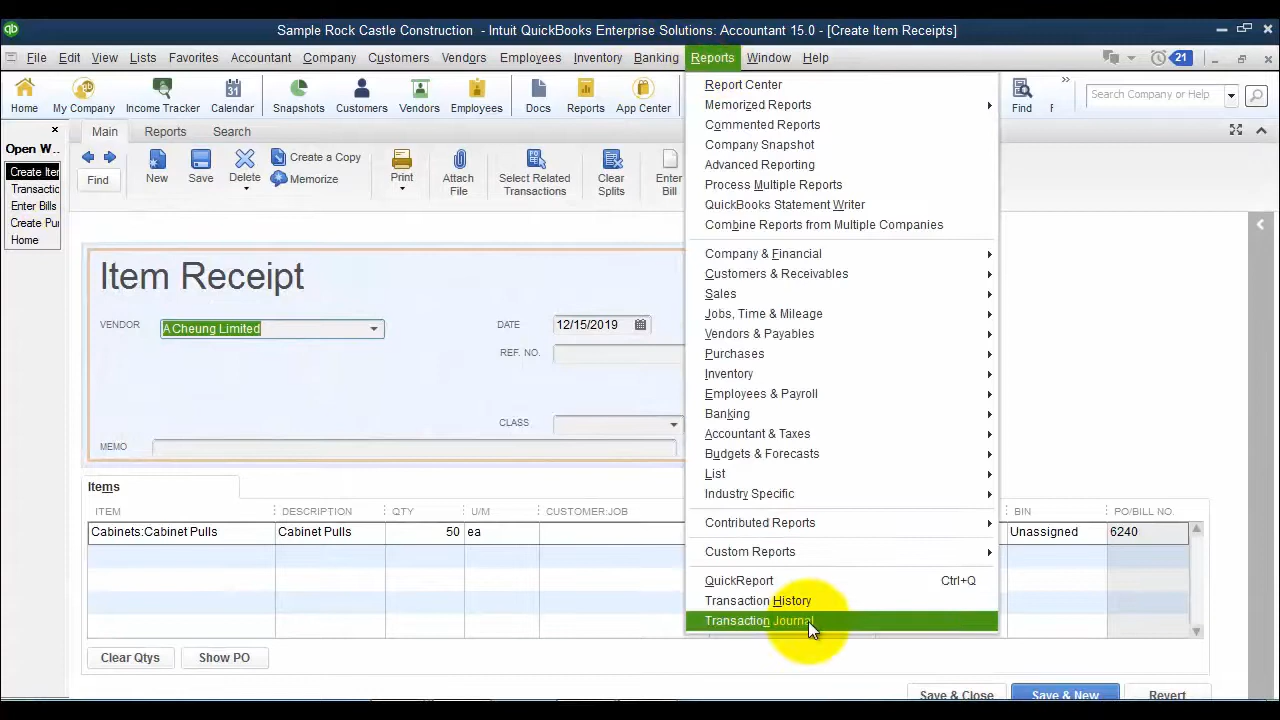 Sample Rock Castle Construction - Intuit QuickBooks Enterprise Solutions: Accountant 15.0 - [Create Item Receipts]
File Edit View Lists Favorites Accountant Company Customers Vendors Employees Inventory Banking Reports Window Help 21
Home My Company Income Tracker Calendar Snapshots Customers Vendors Employees Docs Reports App Center Find F Search Company or Help
Main Reports Search
Open W...
Create Iter
Transactio
Enter Bills
Create Pu
Home
Find New Save Delete Create a Copy Memorize Print Attach File Select Related Transactions Clear Splits Enter Bill
Item Receipt
VENDOR A Cheung Limited DATE 12/15/2019
REF. NO.
CLASS
MEMO
Items
ITEM DESCRIPTION QTY U/M CUSTOMER:JOB BIN PO/BILL NO.
Cabinets:Cabinet Pulls Cabinet Pulls 50 ea Unassigned 6240
Clear Qtys Show PO
Save & Close Save & New Revert
Report Center
Memorized Reports
Commented Reports
Company Snapshot
Advanced Reporting
Process Multiple Reports
QuickBooks Statement Writer
Combine Reports from Multiple Companies
Company & Financial
Customers & Receivables
Sales
Jobs, Time & Mileage
Vendors & Payables
Purchases
Inventory
Employees & Payroll
Banking
Accountant & Taxes
Budgets & Forecasts
List
Industry Specific
Contributed Reports
Custom Reports
QuickReport Ctrl+Q
Transaction History
Transaction Journal